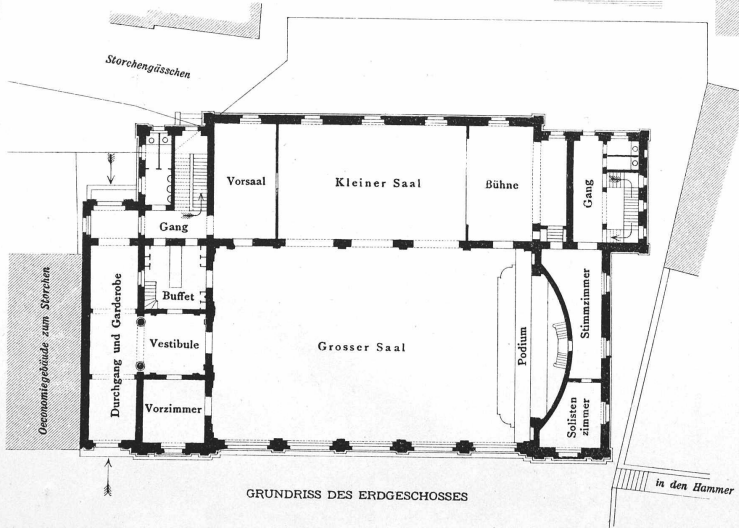 Storchengässchen
Vorsaal
Kleiner Saal
Bühne
Gang
Gang
Buffet
Vestibule
Vorzimmer
Durchgang und Garderobe
Oeconomiegebäude zum Storchen
Grosser Saal
Podium
Stimmzimmer
Solisten
zimmer
in den Hammer
GRUNDRISS DES ERDGESCHOSSES